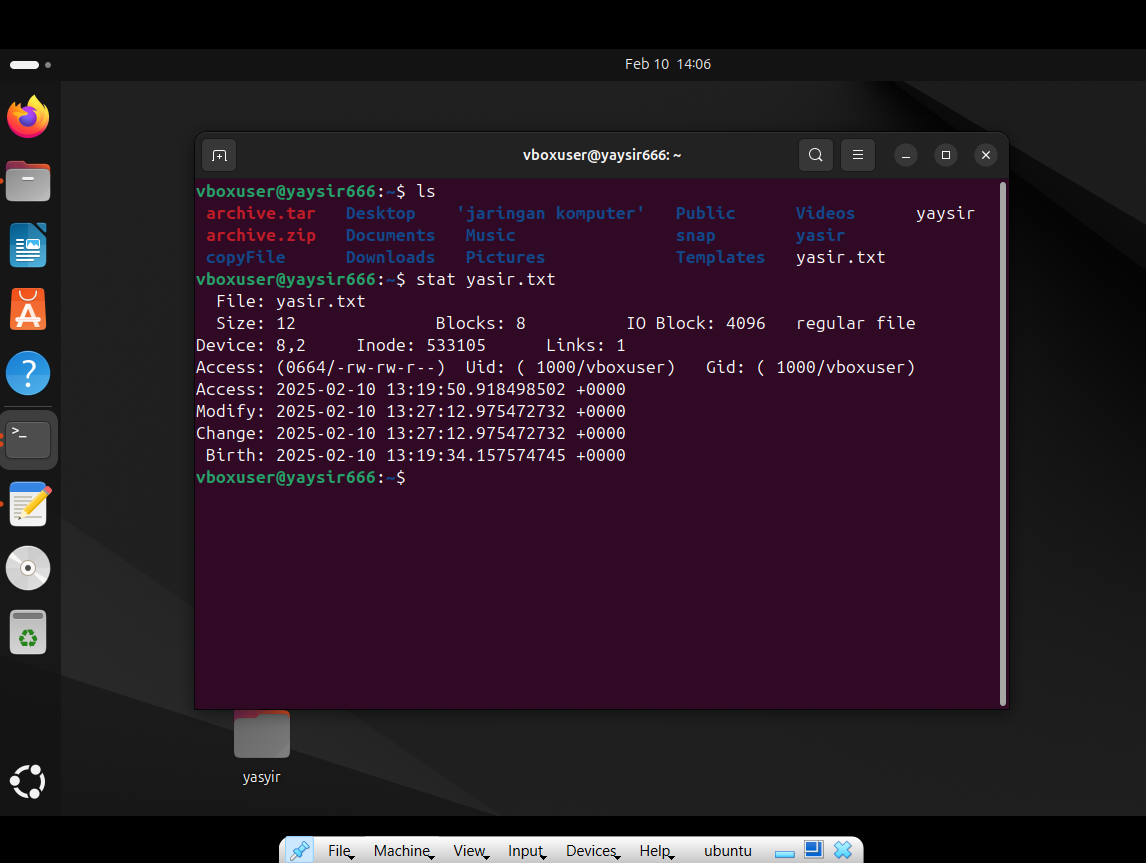 Feb 10 14:06
vboxuser@yaysir666: ~
vboxuser@yaysir666:~$ ls
archive.tar Desktop 'jaringan komputer' Public Videos yaysir
archive.zip Documents Music snap yasir
copyFile Downloads Pictures Templates yasir.txt
vboxuser@yaysir666:~$ stat yasir.txt
File: yasir.txt
Size: 12 Blocks: 8 IO Block: 4096 regular file
Device: 8,2 Inode: 533105 Links: 1
Access: (0664/-rw-rw-r--) Uid: ( 1000/vboxuser) Gid: ( 1000/vboxuser)
Access: 2025-02-10 13:19:50.918498502 +0000
Modify: 2025-02-10 13:27:12.975472732 +0000
Change: 2025-02-10 13:27:12.975472732 +0000
Birth: 2025-02-10 13:19:34.157574745 +0000
vboxuser@yaysir666:~$
yasyir
File Machine View Input Devices Help ubuntu